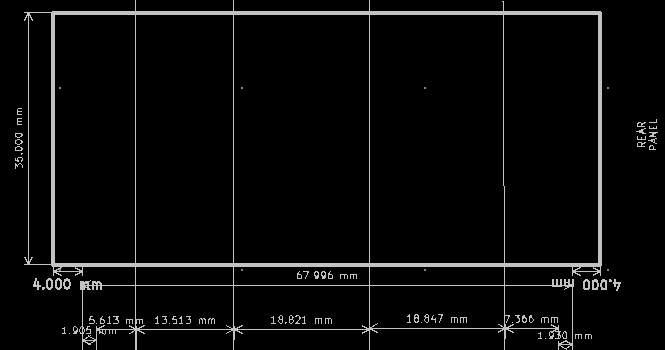 35.000 mm
REAR
PANEL
67.996 mm
4.000 mm
4.000 mm
5.613 mm
13.513 mm
18.821 mm
18.847 mm
7.366 mm
1.905 mm
1.930 mm